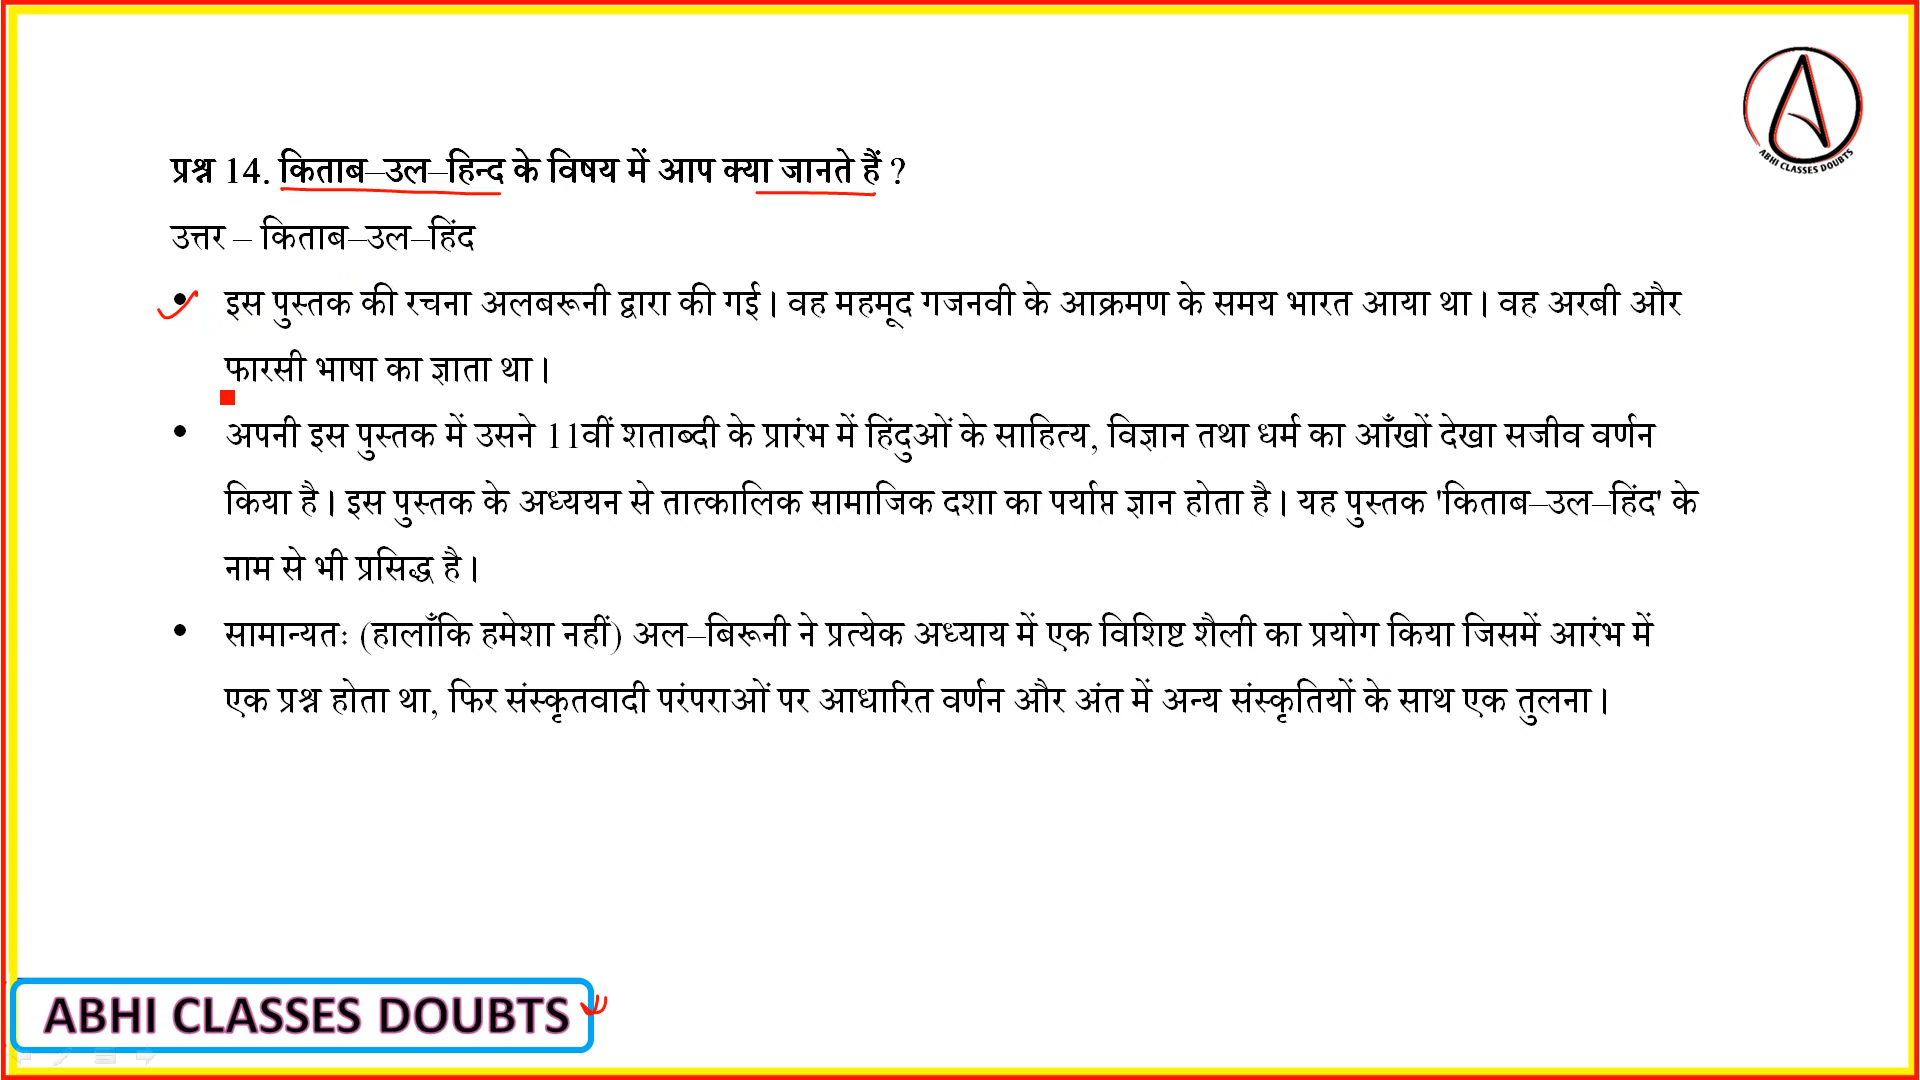 ABHI CLASSES DOUBTS
प्रश्न 14. किताब–उल–हिन्द के विषय में आप क्या जानते हैं ?
उत्तर – किताब–उल–हिंद
• इस पुस्तक की रचना अलबरूनी द्वारा की गई। वह महमूद गजनवी के आक्रमण के समय भारत आया था। वह अरबी और
फारसी भाषा का ज्ञाता था।
• अपनी इस पुस्तक में उसने 11वीं शताब्दी के प्रारंभ में हिंदुओं के साहित्य, विज्ञान तथा धर्म का आँखों देखा सजीव वर्णन
किया है। इस पुस्तक के अध्ययन से तात्कालिक सामाजिक दशा का पर्याप्त ज्ञान होता है। यह पुस्तक 'किताब–उल–हिंद' के
नाम से भी प्रसिद्ध है।
• सामान्यतः (हालाँकि हमेशा नहीं) अल–बिरूनी ने प्रत्येक अध्याय में एक विशिष्ट शैली का प्रयोग किया जिसमें आरंभ में
एक प्रश्न होता था, फिर संस्कृतवादी परंपराओं पर आधारित वर्णन और अंत में अन्य संस्कृतियों के साथ एक तुलना।
ABHI CLASSES DOUBTS